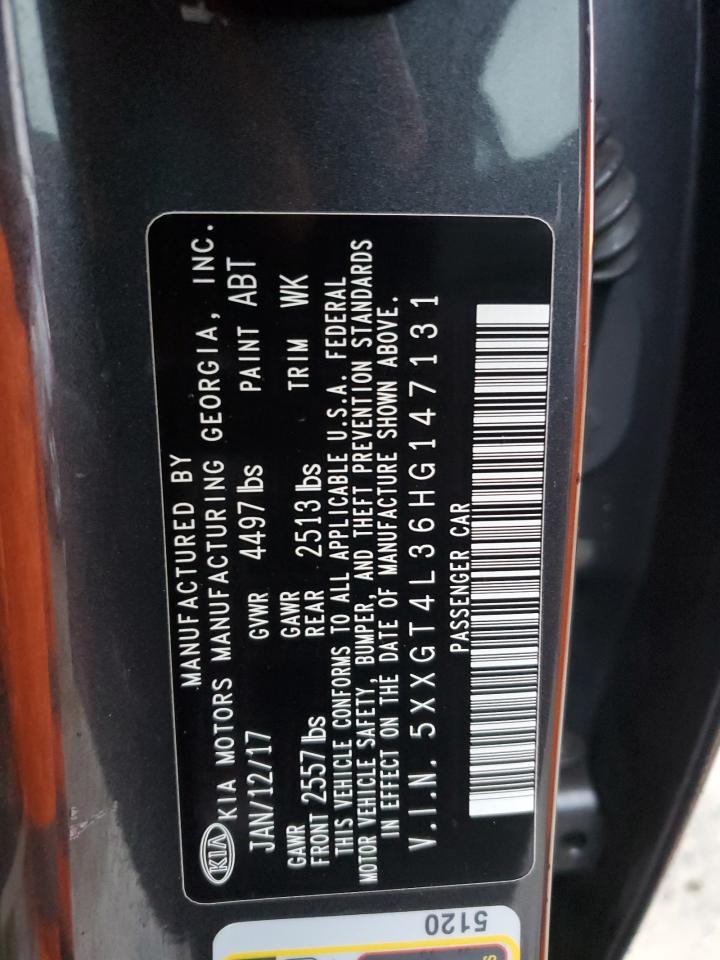 MANUFACTURED BY
KIA KIA MOTORS MANUFACTURING GEORGIA, INC.
JAN/12/17 GVWR 4497 lbs PAINT ABT
GAWR FRONT 2557 lbs GAWR REAR 2513 lbs TRIM WK
THIS VEHICLE CONFORMS TO ALL APPLICABLE U.S.A. FEDERAL
MOTOR VEHICLE SAFETY, BUMPER, AND THEFT PREVENTION STANDARDS
IN EFFECT ON THE DATE OF MANUFACTURE SHOWN ABOVE.
V.I.N. 5XXGT4L36HG147131
PASSENGER CAR
5120